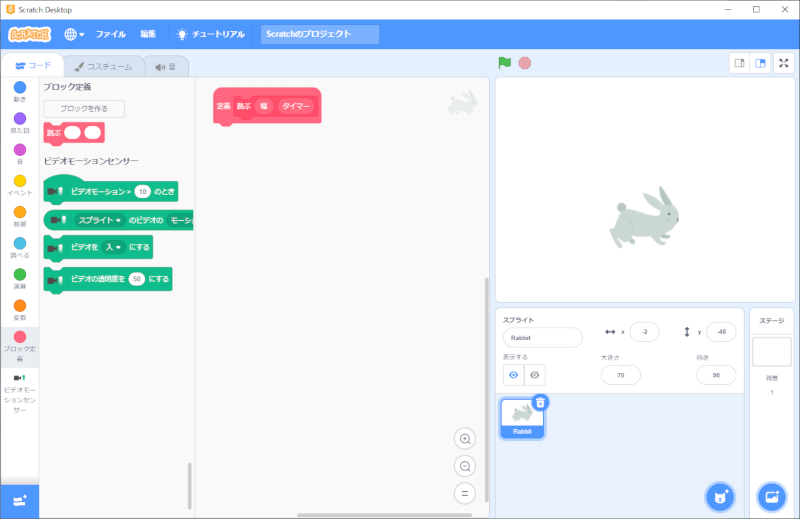 Scratch Desktop
SCRATCH ファイル 編集 チュートリアル Scratchのプロジェクト
コード コスチューム 音
動き
見た目
音
イベント
制御
調べる
演算
変数
ブロック定義
ビデオモーションセンサー
ブロック定義
ブロックを作る
跳ぶ
ビデオモーションセンサー
ビデオモーション > 10 のとき
スプライト のビデオの モーシ
ビデオを 入 にする
ビデオの透明度を 50 にする
定義 跳ぶ 幅 タイマー
スプライト
Rabbit
x -2
y -48
表示する
大きさ
70
向き
90
Rabbit
ステージ
背景
1